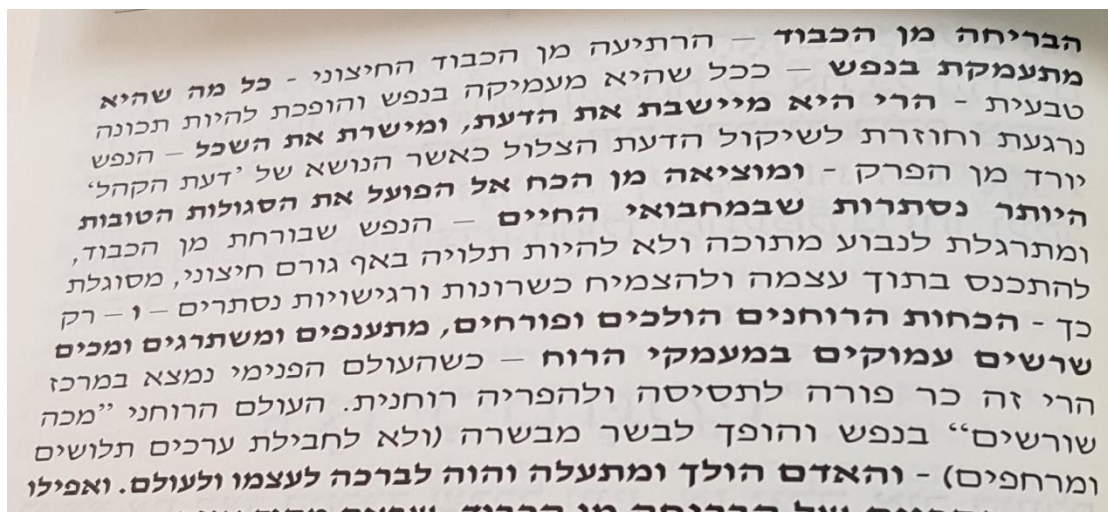 הבריחה מן הכבוד – הרתיעה מן הכבוד החיצוני - כל מה שהיא
מתעמקת בנפש – ככל שהיא מעמיקה בנפש והופכת להיות תכונה
טבעית - הרי היא מיישבת את הדעת, ומישרת את השכל – הנפש
נרגעת וחוזרת לשיקול הדעת הצלול כאשר הנושא של 'דעת הקהל'
יורד מן הפרק - ומוציאה מן הכח אל הפועל את הסגולות הטובות
היותר נסתרות שבמחבואי החיים – הנפש שבורחת מן הכבוד,
ומתרגלת לנבוע מתוכה ולא להיות תלויה באף גורם חיצוני, מסוגלת
להתכנס בתוך עצמה ולהצמיח כשרונות ורגישויות נסתרים – ו – רק
כך - הכחות הרוחנים הולכים ופורחים, מתענפים ומשתרגים ומכים
שרשים עמוקים במעמקי הרוח – כשהעולם הפנימי נמצא במרכז
הרי זה כר פורה לתסיסה ולהפריה רוחנית. העולם הרוחני "מכה
שורשים" בנפש והופך לבשר מבשרה (ולא לחבילת ערכים תלושים
ומרחפים) - והאדם הולך ומתעלה והוה לברכה לעצמו ולעולם. ואפילו
של הבריחה מן הכבוד